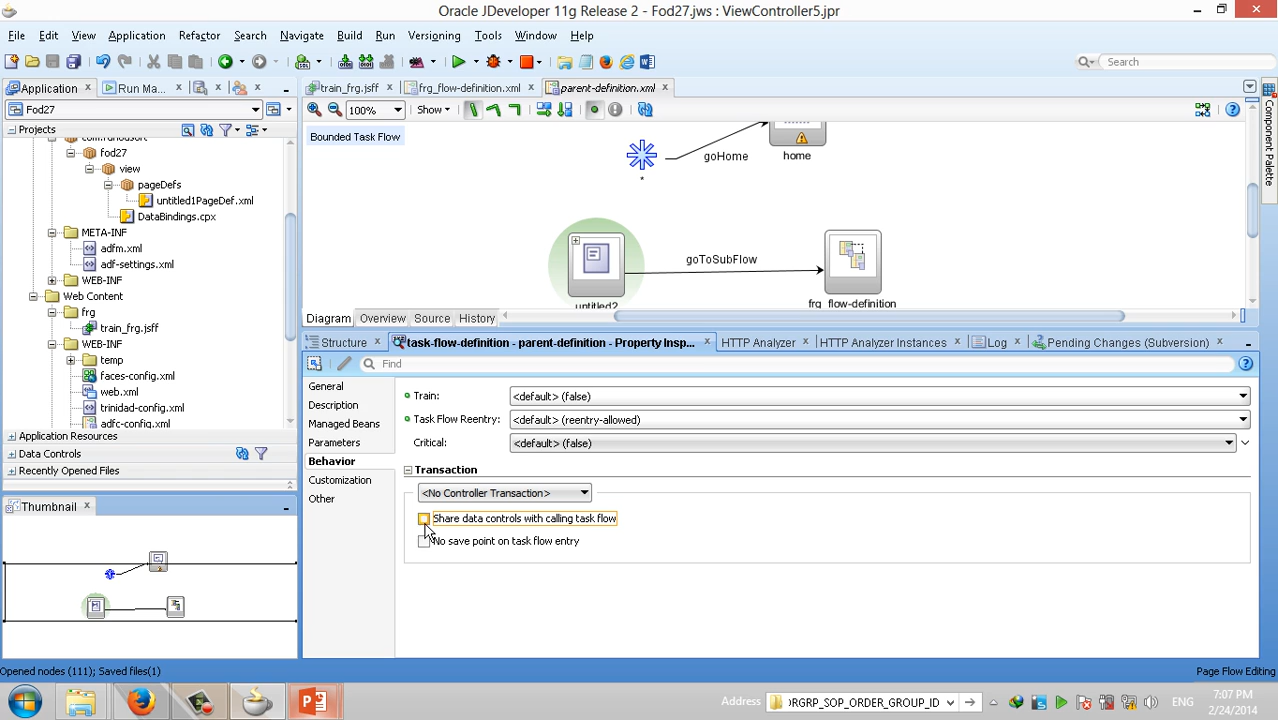 Oracle JDeveloper 11g Release 2 - Fod27.jws : ViewController5.jpr
File Edit View Application Refactor Search Navigate Build Run Versioning Tools Window Help
Search
Application Run Ma...
train_frg.jsff frg_flow-definition.xml parent-definition.xml
Fod27
100% Show
Projects
Bounded Task Flow
fod27
view
pageDefs
untitled1PageDef.xml
DataBindings.cpx
META-INF
adfm.xml
adf-settings.xml
WEB-INF
Web Content
frg
train_frg.jsff
WEB-INF
temp
faces-config.xml
web.xml
trinidad-config.xml
adfc-config.xml
Application Resources
Data Controls
Recently Opened Files
goHome
home
*
goToSubFlow
untitled2
frg_flow-definition
Component Palette
Diagram Overview Source History
Structure task-flow-definition - parent-definition - Property Insp... HTTP Analyzer HTTP Analyzer Instances Log Pending Changes (Subversion)
Find
General
Description
Managed Beans
Parameters
Behavior
Customization
Other
Train: <default> (false)
Task Flow Reentry: <default> (reentry-allowed)
Critical: <default> (false)
Transaction
<No Controller Transaction>
Share data controls with calling task flow
No save point on task flow entry
Thumbnail
Opened nodes (111); Saved files(1)
Page Flow Editing
Address ORGRP_SOP_ORDER_GROUP_ID
ENG
7:07 PM
2/24/2014